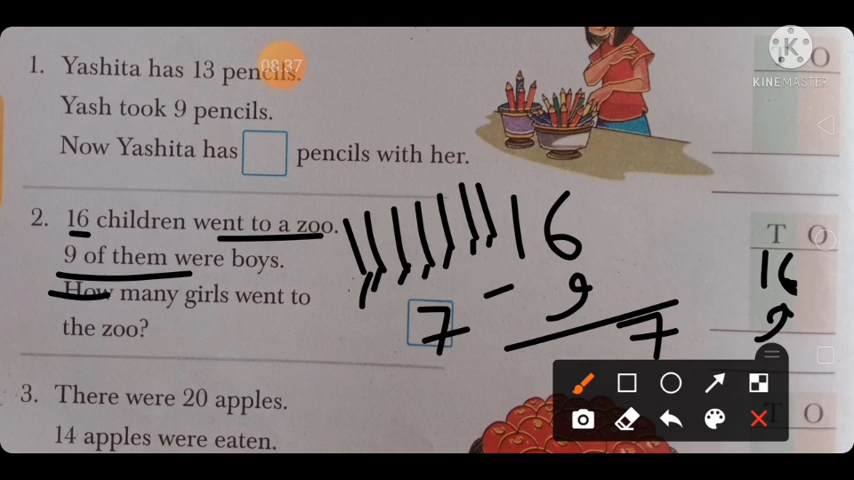 1. Yashita has 13 pencils.
08:37
Yash took 9 pencils.
Now Yashita has pencils with her.
T O
K
KINEMASTER
2. 16 children went to a zoo.
9 of them were boys.
How many girls went to
the zoo?
16
- 9
7
7
T O
16
9
3. There were 20 apples.
14 apples were eaten.
T O